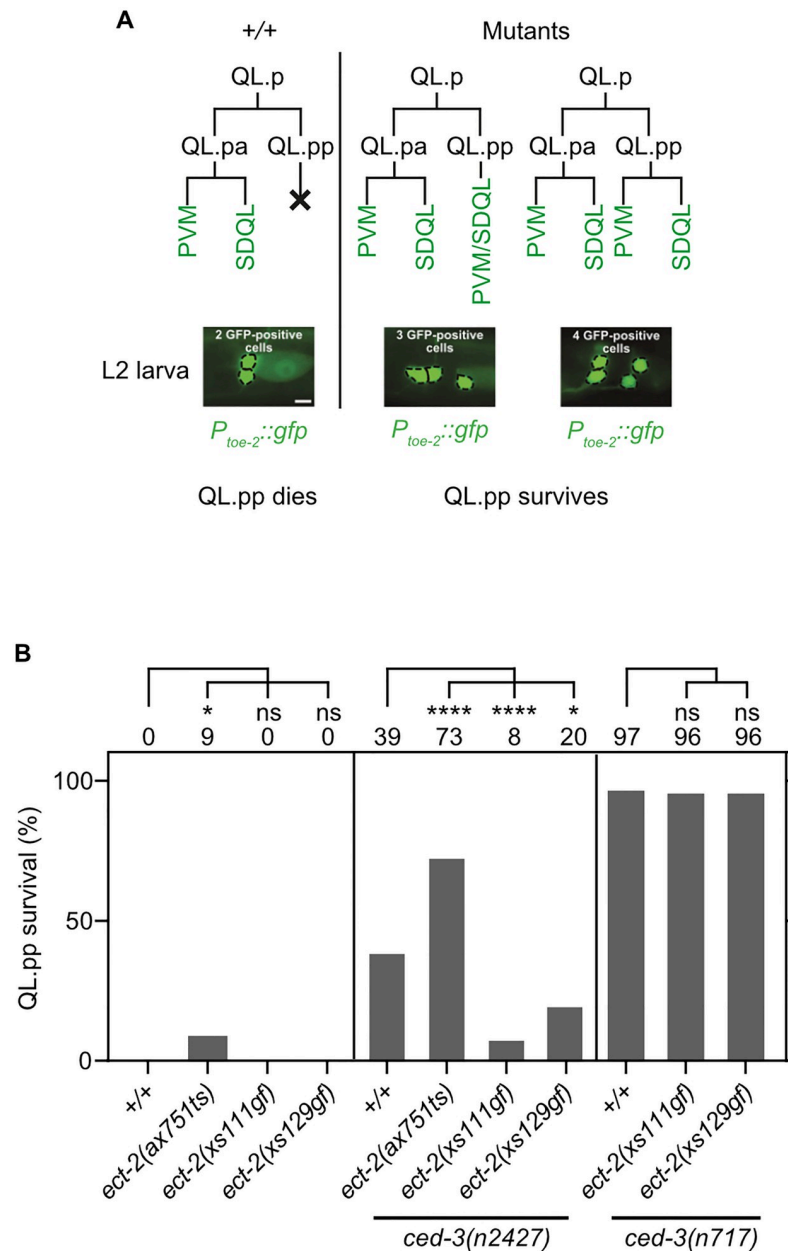 A
+/+ Mutants
QL.p QL.p QL.p
QL.pa QL.pp QL.pa QL.pp QL.pa QL.pp
PVM SDQL PVM SDQL PVM/SDQL PVM SDQL PVM SDQL
L2 larva
2 GFP-positive cells
3 GFP-positive cells
4 GFP-positive cells
Ptoe-2::gfp Ptoe-2::gfp Ptoe-2::gfp
QL.pp dies QL.pp survives
B
* ns ns **** **** * ns ns
0 9 0 0 39 73 8 20 97 96 96
QL.pp survival (%)
100
50
0
+/+ ect-2(ax751ts) ect-2(xs111gf) ect-2(xs129gf) +/+ ect-2(ax751ts) ect-2(xs111gf) ect-2(xs129gf) +/+ ect-2(xs111gf) ect-2(xs129gf)
ced-3(n2427) ced-3(n717)